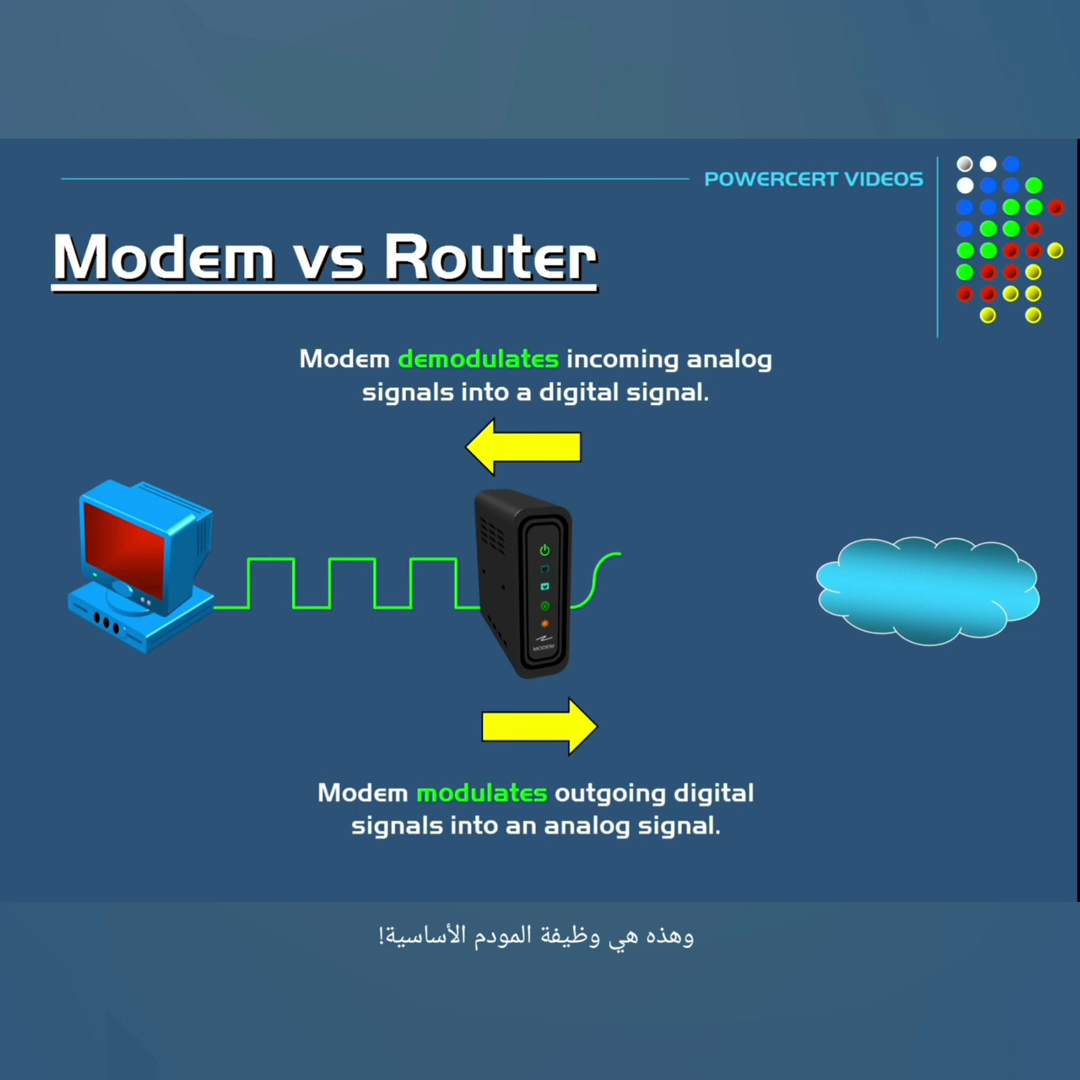 POWERCERT VIDEOS
Modem vs Router
Modem demodulates incoming analog
signals into a digital signal.
MODEM
Modem modulates outgoing digital
signals into an analog signal.
وهذه هي وظيفة المودم الأساسية!